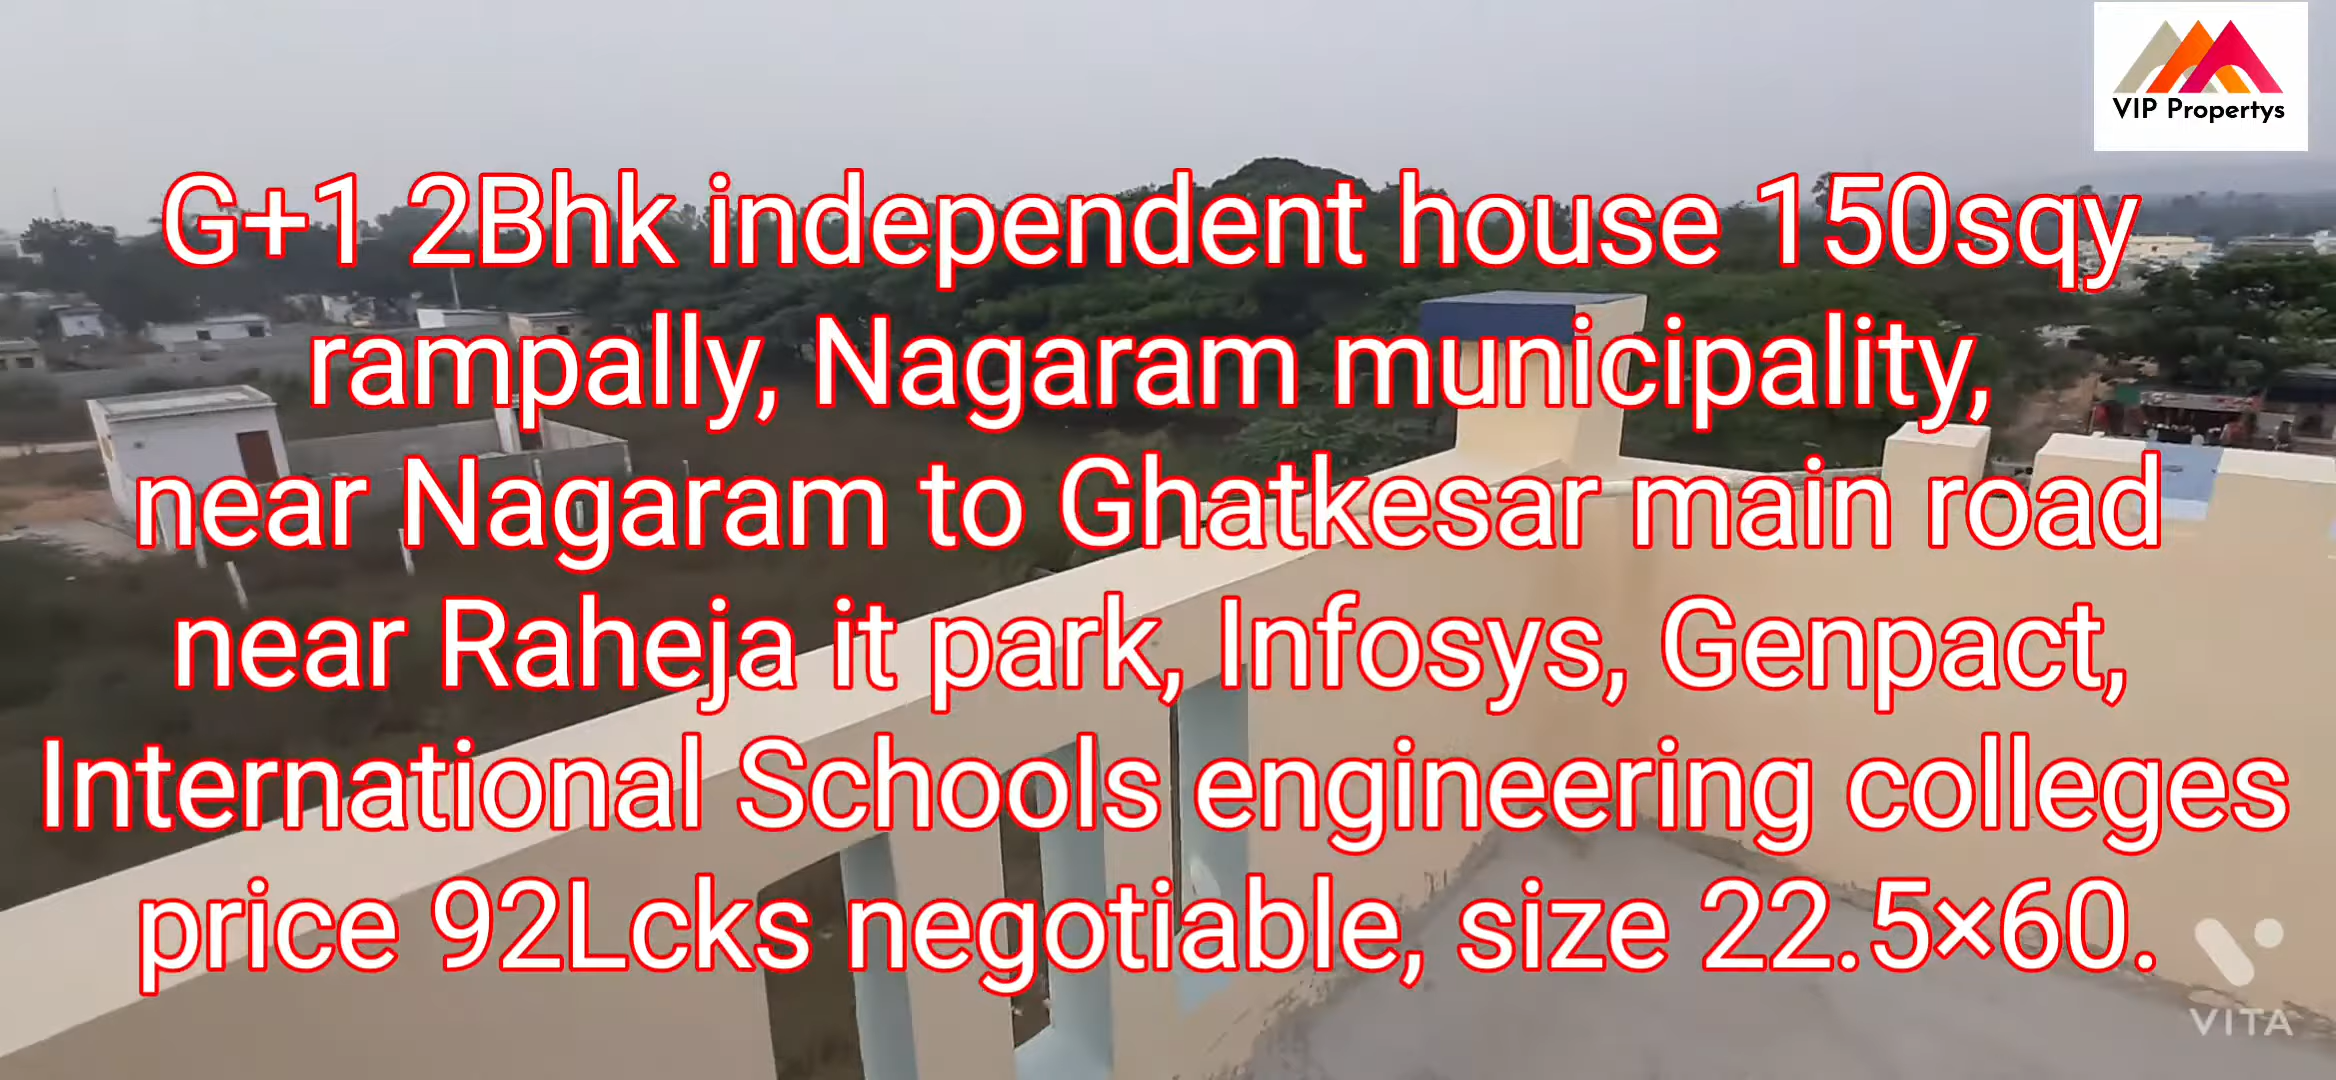 VIP Propertys
G+1 2Bhk independent house 150sqy
rampally, Nagaram municipality,
near Nagaram to Ghatkesar main road
near Raheja it park, Infosys, Genpact,
International Schools engineering colleges
price 92Lcks negotiable, size 22.5×60.
VITA